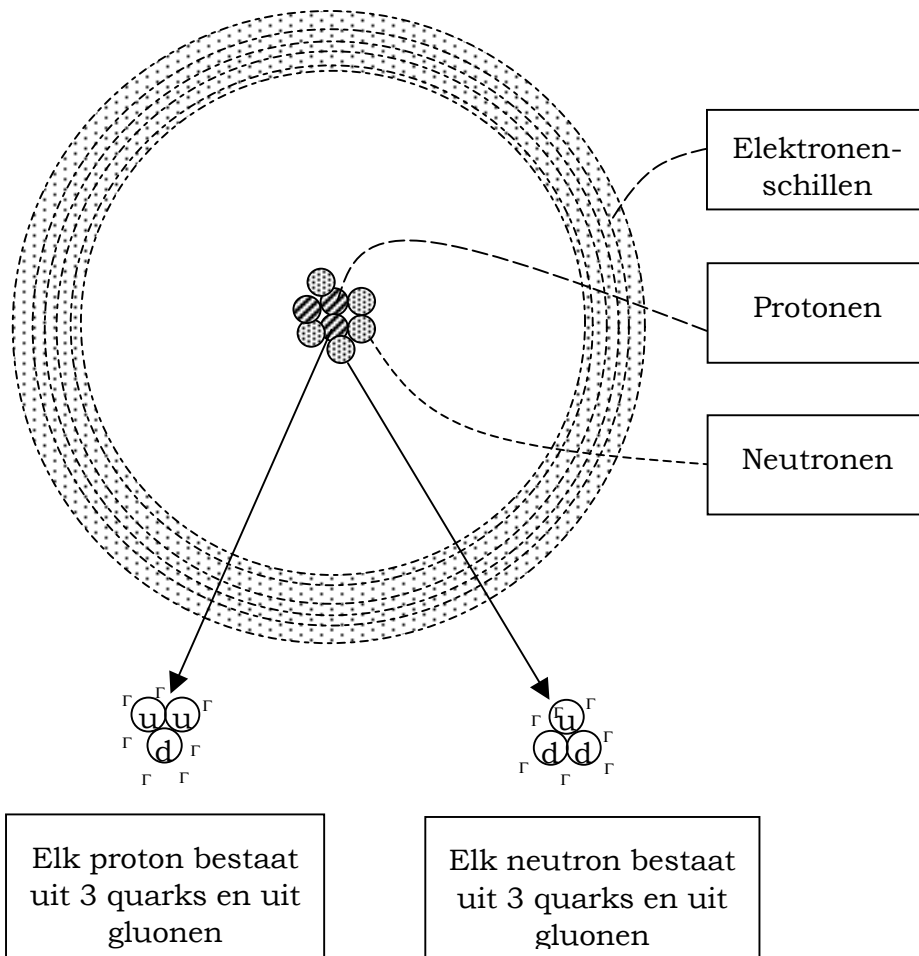 Elektronen-
schillen
Protonen
Neutronen
Γ Γ Γ
u u
Γ d Γ
Γ Γ
Γ Γ Γ
u
d d Γ
Γ Γ Γ
Elk proton bestaat
uit 3 quarks en uit
gluonen
Elk neutron bestaat
uit 3 quarks en uit
gluonen